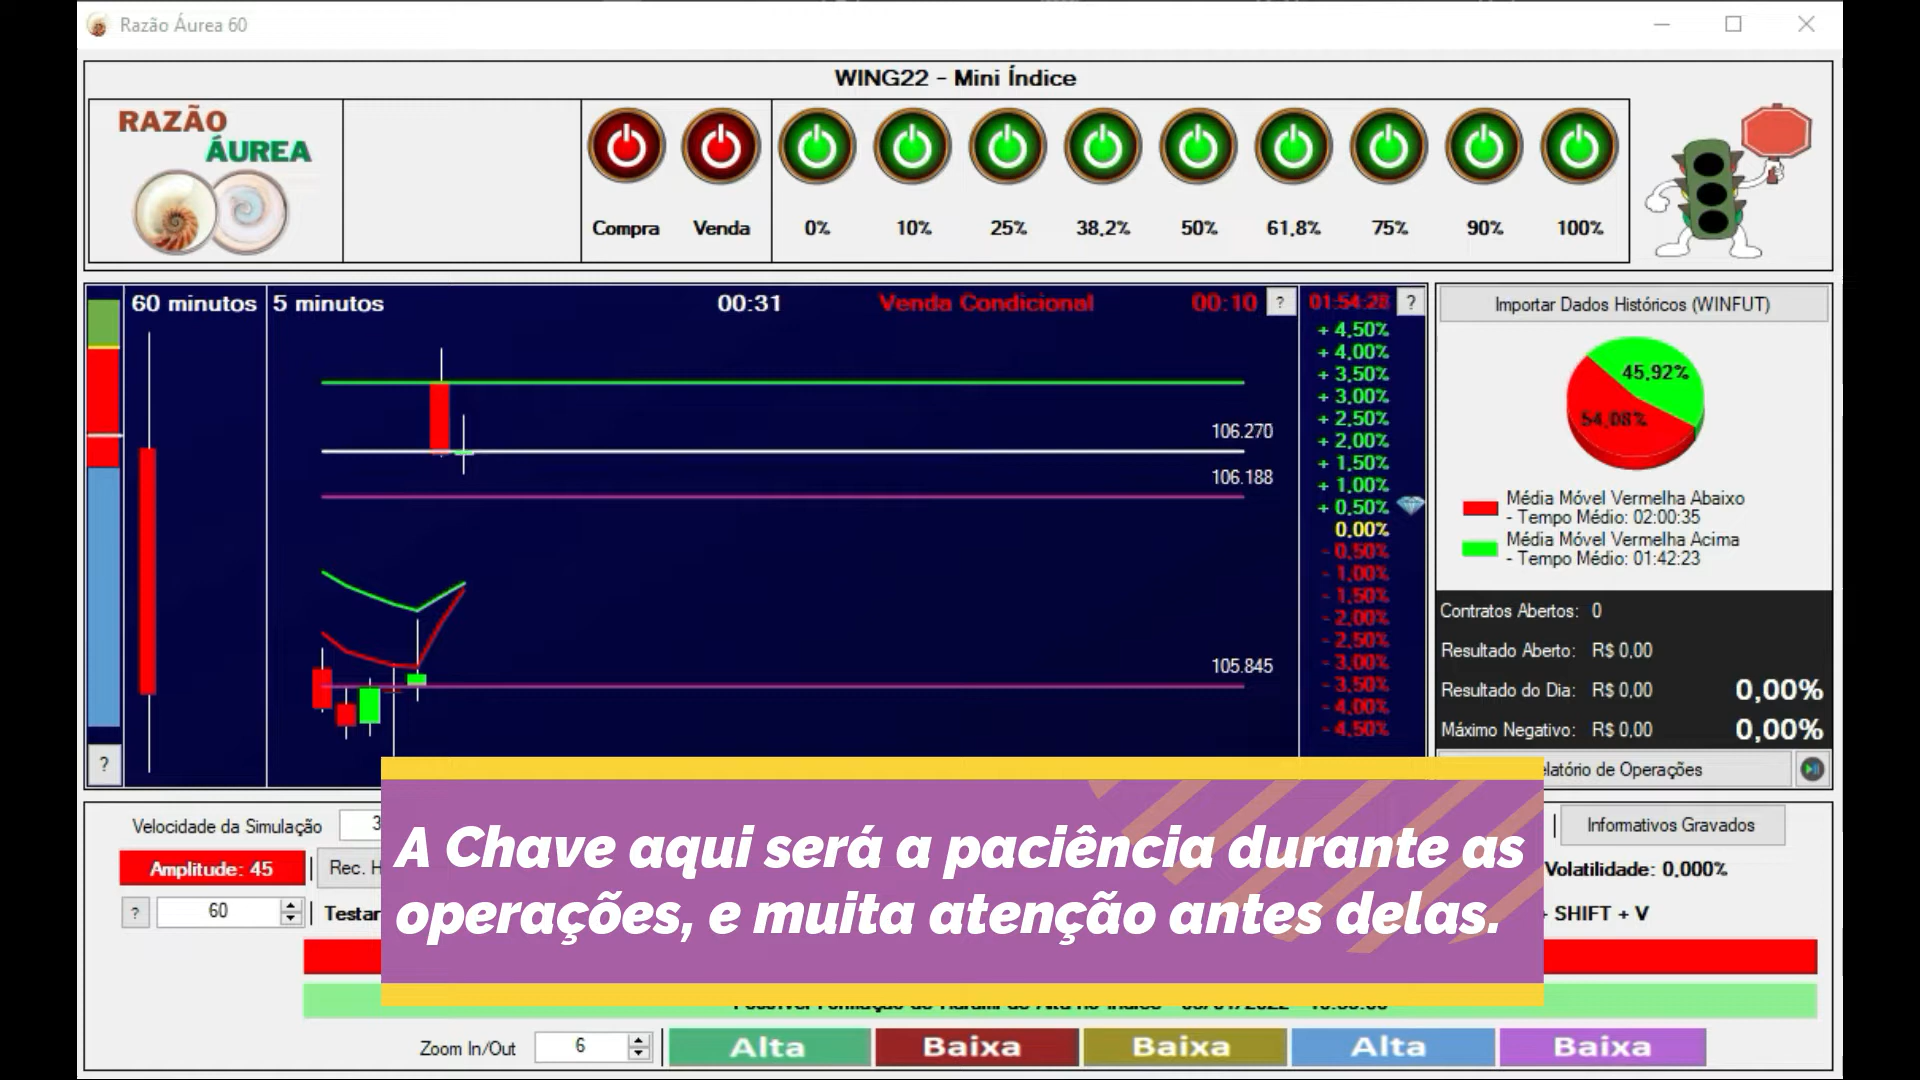 Razão Áurea 60
WING22 - Mini Índice
RAZÃO
ÁUREA
Compra
Venda
0%
10%
25%
38,2%
50%
61,8%
75%
90%
100%
60 minutos
5 minutos
00:31
Venda Condicional
00:10
?
01:54:28
?
+ 4,50%
+ 4,00%
+ 3,50%
+ 3,00%
+ 2,50%
+ 2,00%
+ 1,50%
+ 1,00%
+ 0,50%
0,00%
- 0,50%
- 1,00%
- 1,50%
- 2,00%
- 2,50%
- 3,00%
- 3,50%
- 4,00%
- 4,50%
106.270
106.188
105.845
?
Importar Dados Históricos (WINFUT)
45,92%
54,08%
Média Móvel Vermelha Abaixo
- Tempo Médio: 02:00:35
Média Móvel Vermelha Acima
- Tempo Médio: 01:42:23
Contratos Abertos: 0
Resultado Aberto: R$ 0,00
Resultado do Dia: R$ 0,00 0,00%
Máximo Negativo: R$ 0,00 0,00%
elatório de Operações
Velocidade da Simulação 3
Informativos Gravados
Amplitude: 45
Rec. H
Volatilidade: 0,000%
?
60
Testar
SHIFT + V
A Chave aqui será a paciência durante as
operações, e muita atenção antes delas.
Zoom In/Out 6
Alta
Baixa
Baixa
Alta
Baixa